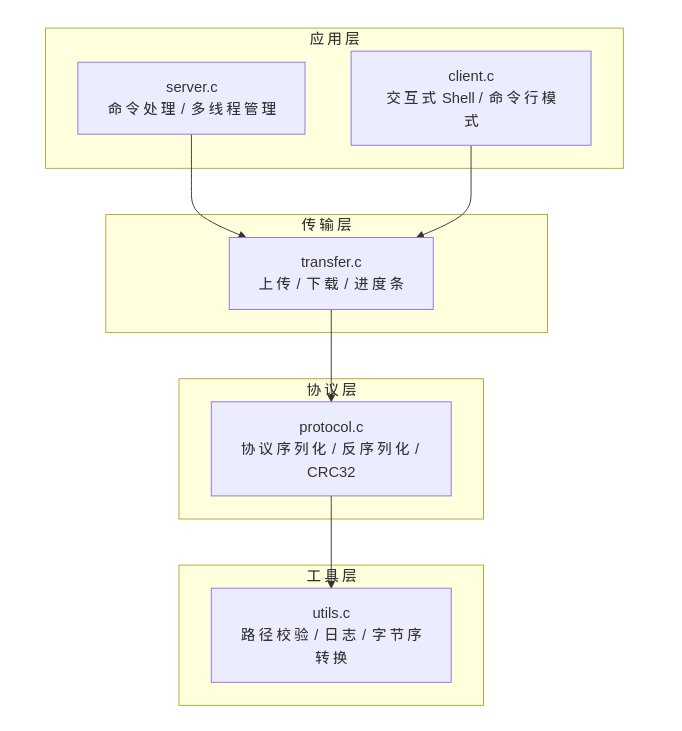 应用层
server.c
命令处理 / 多线程管理
client.c
交互式 Shell / 命令行模
式
传输层
transfer.c
上传 / 下载 / 进度条
协议层
protocol.c
协议序列化 / 反序列化 /
CRC32
工具层
utils.c
路径校验 / 日志 / 字节序
转换